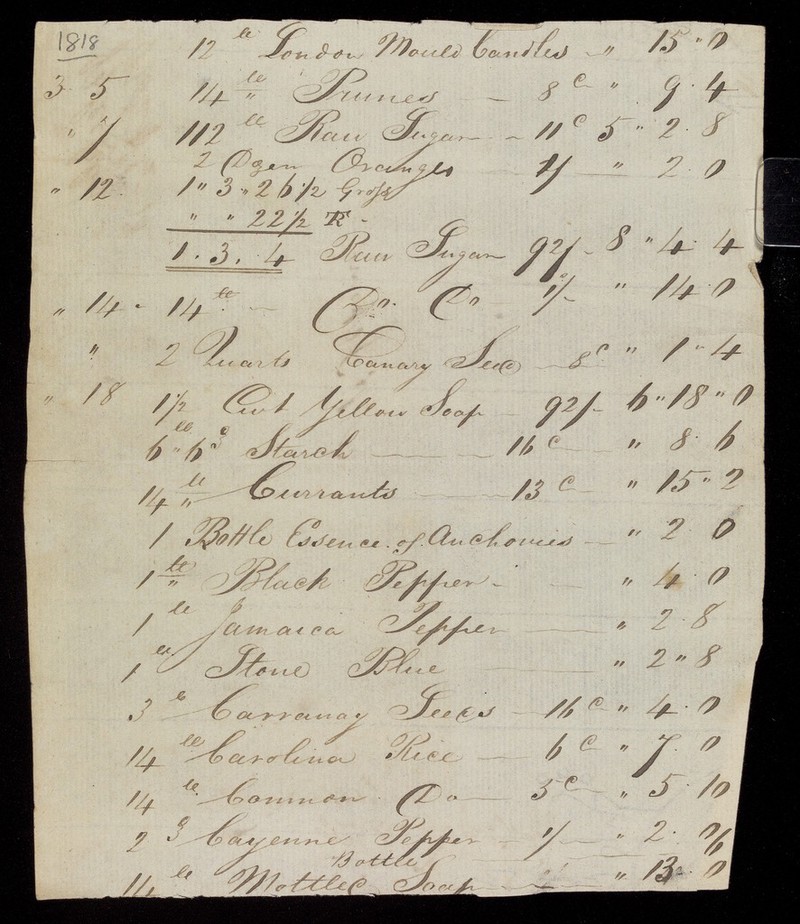 1818
12 lb London Mould Candles - " 15 " 0
3 5 14 lb Prunes - 8d " 9 . 4
" 7 112 lb Raw Sugar - 11d 5 " 2 . 8
2 Dzen Oranges - 1/ - " 2 . 0
" 12 . 1 " 3 " 26 1/2 Gross
" " 22 1/2 Tr -
1 . 3 . 4 Raw Sugar 92/- 8 " 4 . 4
" 14 - 14 lb - Do. Do - 1/- " 14 . 0
" 2 Quarts Canary Seed - 8d " 1 " 4
" 18 1 1/2 Cwt Yellow Soap - 92/- 6 " 18 " 0
6 lb " 6 Starch - 16d - " 8 . 6
14 lb " Currants - 13d - " 15 " 2
1 Bottle Essence of Anchovies - " 2 0
1 lb " Black Pepper - " 4 . 0
1 lb Jamaica Pepper - " 2 . 8
1 lb Stone Blue - " 2 " 8
3 lb Carraway Seeds - 16d " 4 . 0
14 lb Carolina Rice - 6d " 7 . 0
14 lb Common Do - 5d - " 5 . 10
2 Cayenne Pepper - 1/ - " 2 .
Bottle
14 lb Mottled Soap - " 13 . 0